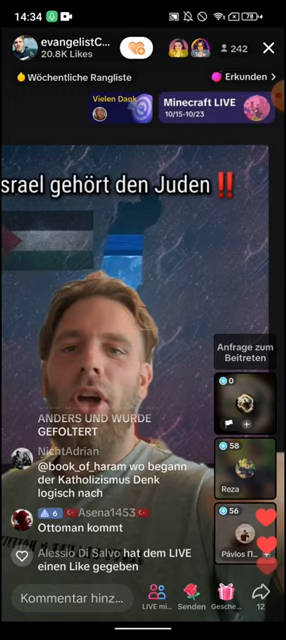 14:34
79
evangelistC...
20.8K Likes
242
Wöchentliche Rangliste
Erkunden >
Vielen Dank
Minecraft LIVE
10/15-10/23
srael gehört den Juden !!
Anfrage zum
Beitreten
0
58
Reza
56
Pávlos Π...
ANDERS UND WURDE
GEFOLTERT
NichtAdrian
@book_of_haram wo begann
der Katholizismus Denk
logisch nach
6 Asena1453
Ottoman kommt
Alessio Di Salvo hat dem LIVE
einen Like gegeben
Kommentar hinz...
LIVE mi...
Senden
Gesche...
12